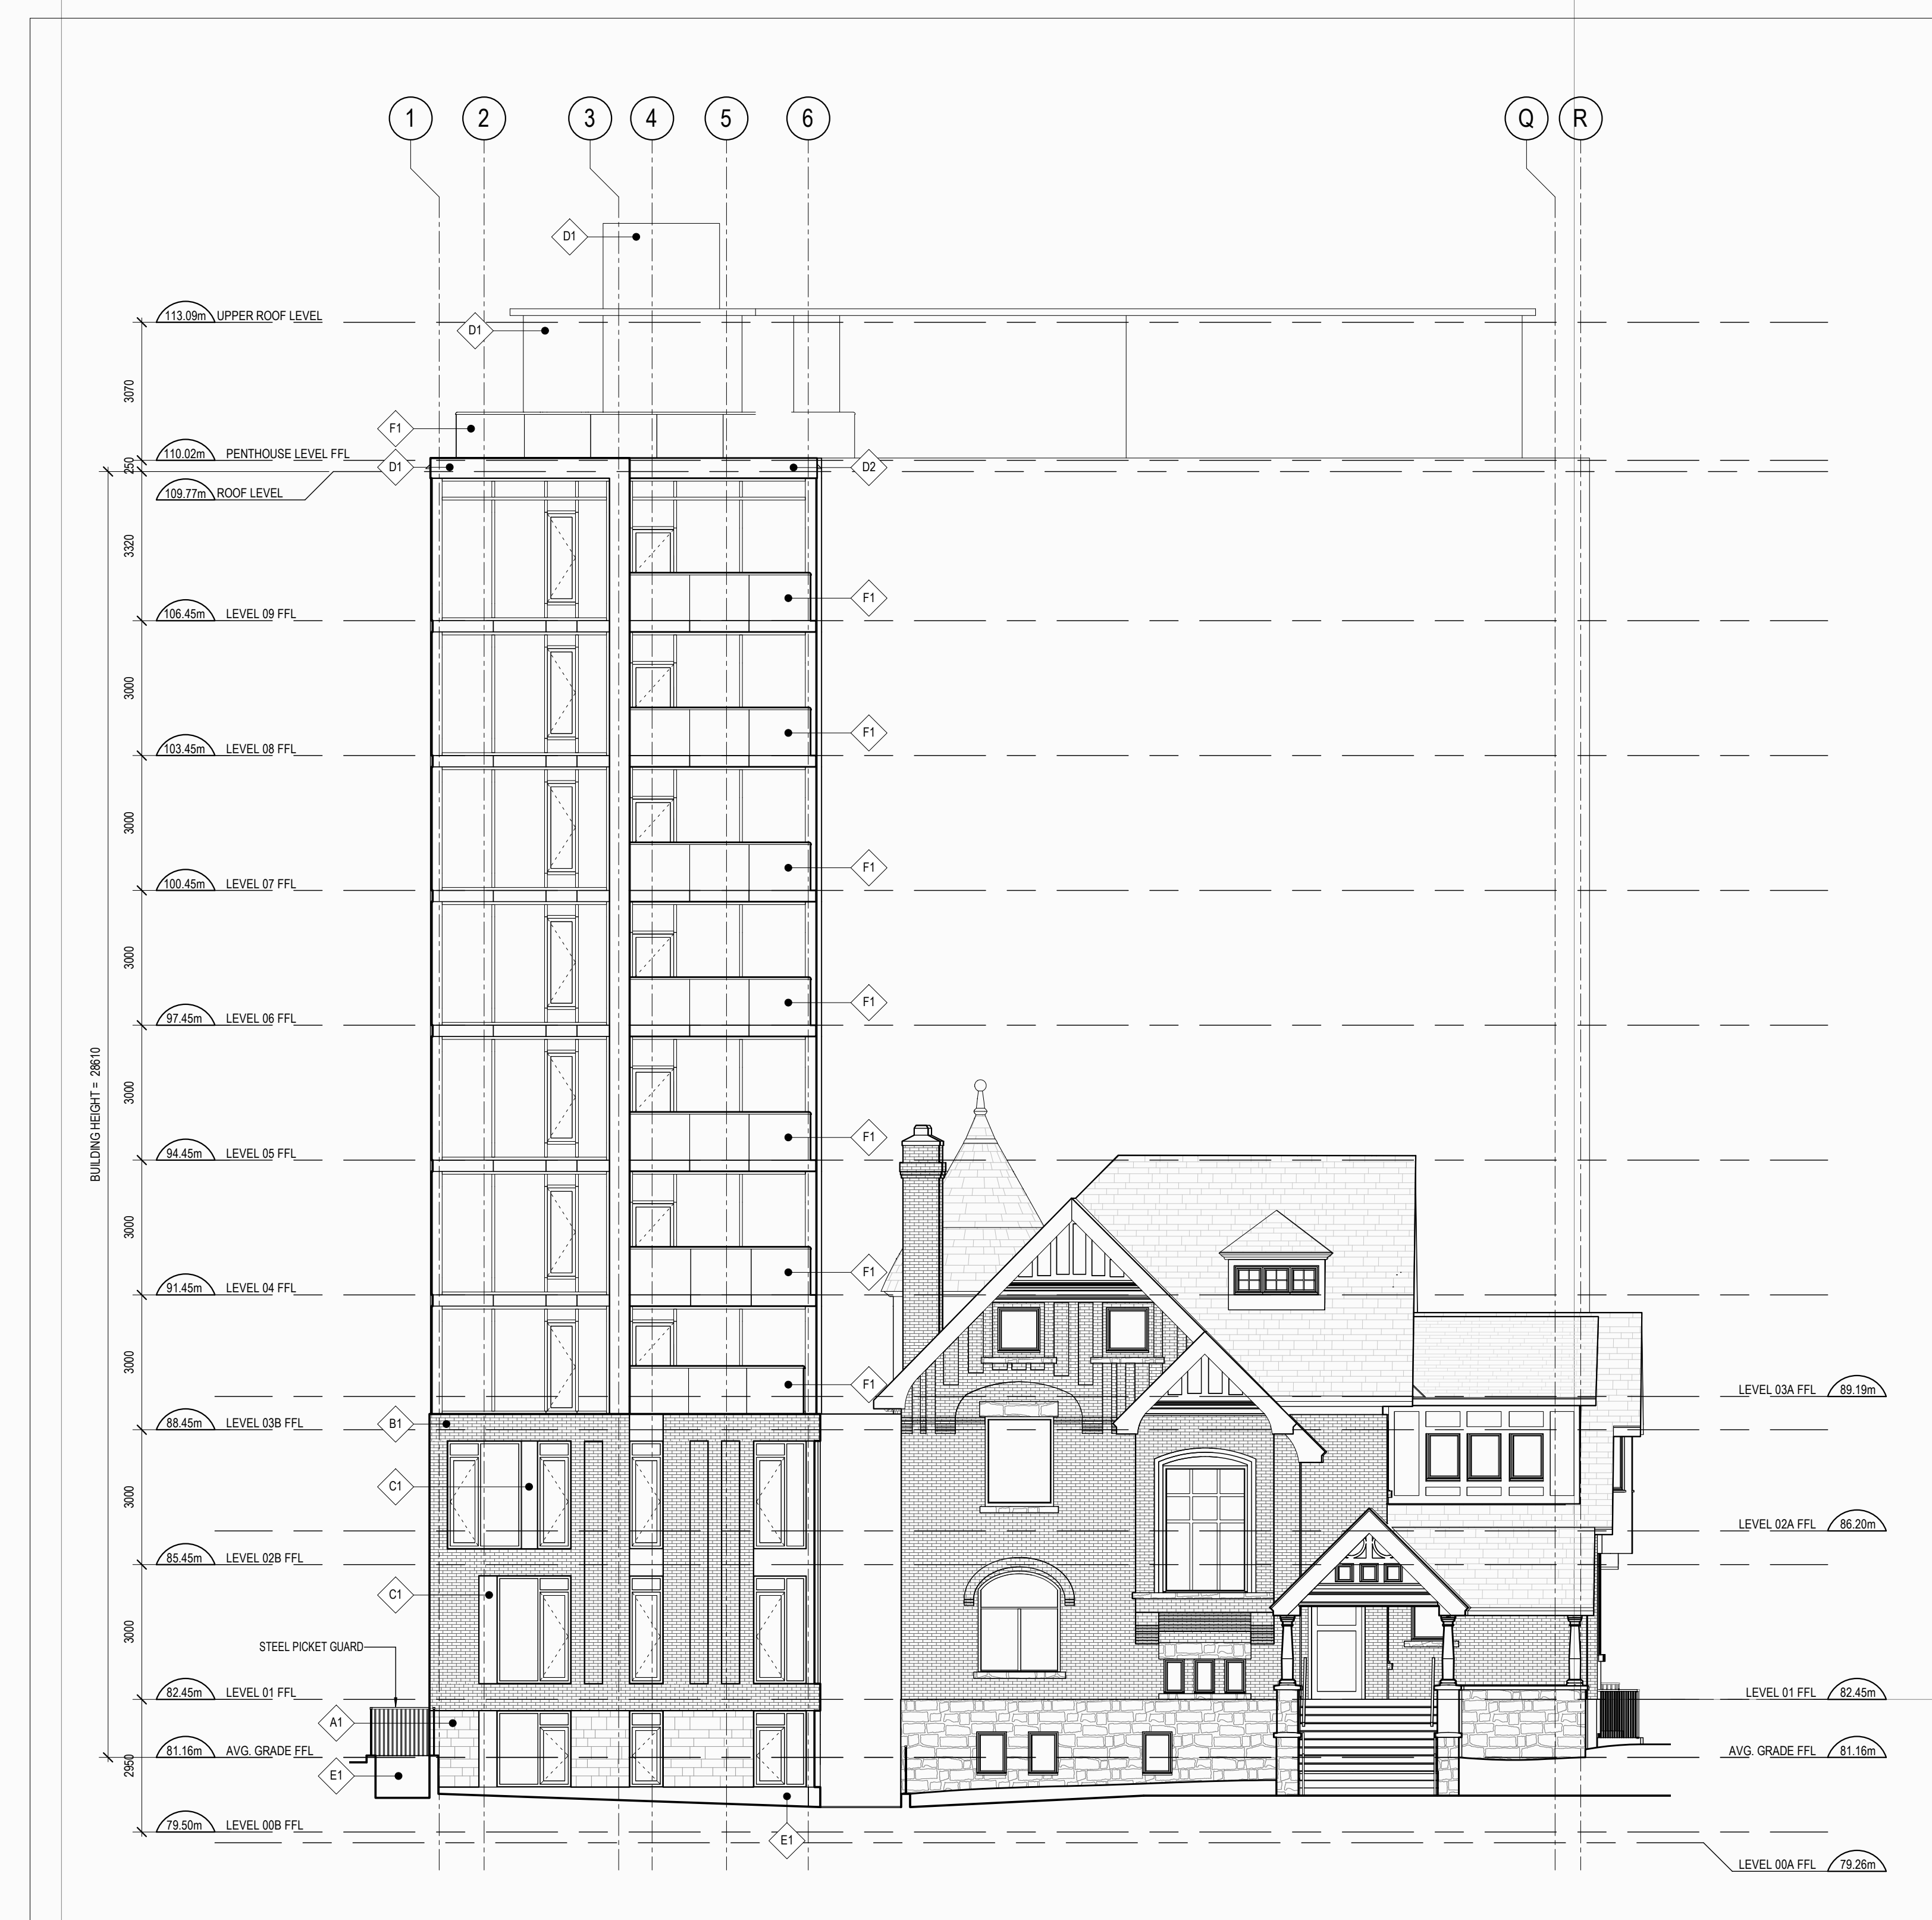 1 2 3 4 5 6 Q R
D1
113.09m UPPER ROOF LEVEL
D1
3070
F1
110.02m PENTHOUSE LEVEL FFL
250
D1 D2
109.77m ROOF LEVEL
3320
F1
106.45m LEVEL 09 FFL
3000
F1
103.45m LEVEL 08 FFL
3000
F1
100.45m LEVEL 07 FFL
3000
F1
97.45m LEVEL 06 FFL
BUILDING HEIGHT = 28610
3000
F1
94.45m LEVEL 05 FFL
3000
F1
91.45m LEVEL 04 FFL
3000
F1
LEVEL 03A FFL 89.19m
88.45m LEVEL 03B FFL
B1
C1
3000
LEVEL 02A FFL 86.20m
85.45m LEVEL 02B FFL
C1
3000
STEEL PICKET GUARD
82.45m LEVEL 01 FFL
LEVEL 01 FFL 82.45m
A1
81.16m AVG. GRADE FFL
AVG. GRADE FFL 81.16m
2950
E1
79.50m LEVEL 00B FFL
E1
LEVEL 00A FFL 79.26m